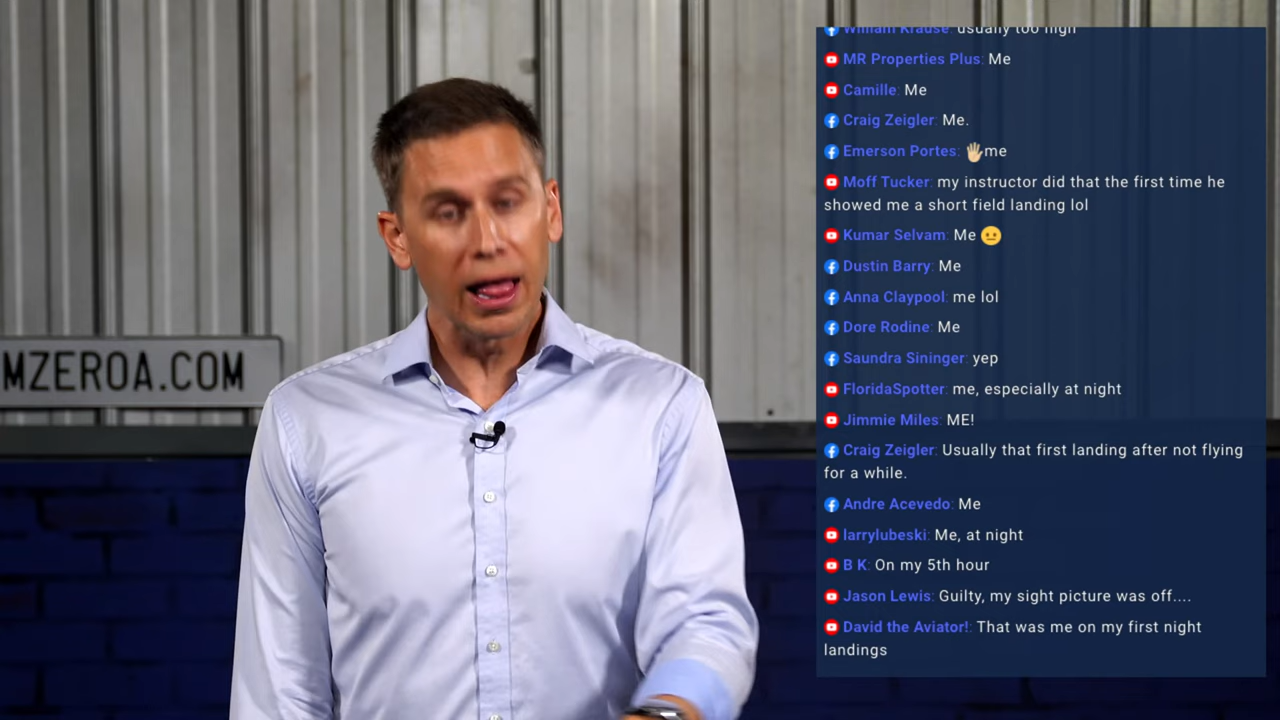 William Krause: usually too high
MR Properties Plus: Me
Camille: Me
Craig Zeigler: Me.
Emerson Portes: 🖐🏼me
Moff Tucker: my instructor did that the first time he
showed me a short field landing lol
Kumar Selvam: Me 😐
Dustin Barry: Me
Anna Claypool: me lol
Dore Rodine: Me
Saundra Sininger: yep
MZEROA.COM
FloridaSpotter: me, especially at night
Jimmie Miles: ME!
Craig Zeigler: Usually that first landing after not flying
for a while.
Andre Acevedo: Me
larrylubeski: Me, at night
B K: On my 5th hour
Jason Lewis: Guilty, my sight picture was off....
David the Aviator!: That was me on my first night
landings